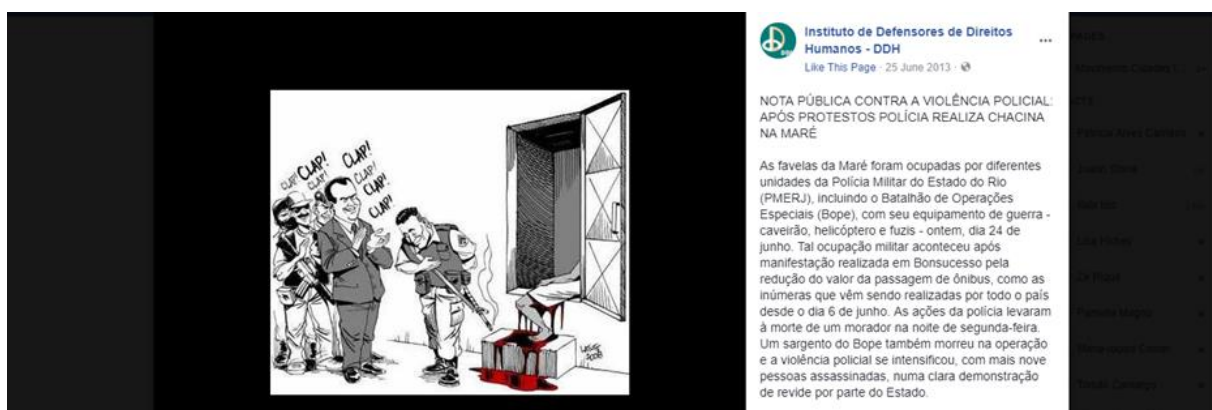 CLAP!
CLAP!
CLAP!
CLAP!
CLAP!
CLAP!
CLAP!
DDH
Instituto de Defensores de Direitos
Humanos - DDH
...
Like This Page · 25 June 2013 ·
NOTA PÚBLICA CONTRA A VIOLÊNCIA POLICIAL:
APÓS PROTESTOS POLÍCIA REALIZA CHACINA
NA MARÉ
As favelas da Maré foram ocupadas por diferentes
unidades da Polícia Militar do Estado do Rio
(PMERJ), incluindo o Batalhão de Operações
Especiais (Bope), com seu equipamento de guerra -
caveirão, helicóptero e fuzis - ontem, dia 24 de
junho. Tal ocupação militar aconteceu após
manifestação realizada em Bonsucesso pela
redução do valor da passagem de ônibus, como as
inúmeras que vêm sendo realizadas por todo o país
desde o dia 6 de junho. As ações da polícia levaram
à morte de um morador na noite de segunda-feira.
Um sargento do Bope também morreu na operação
e a violência policial se intensificou, com mais nove
pessoas assassinadas, numa clara demonstração
de revide por parte do Estado.